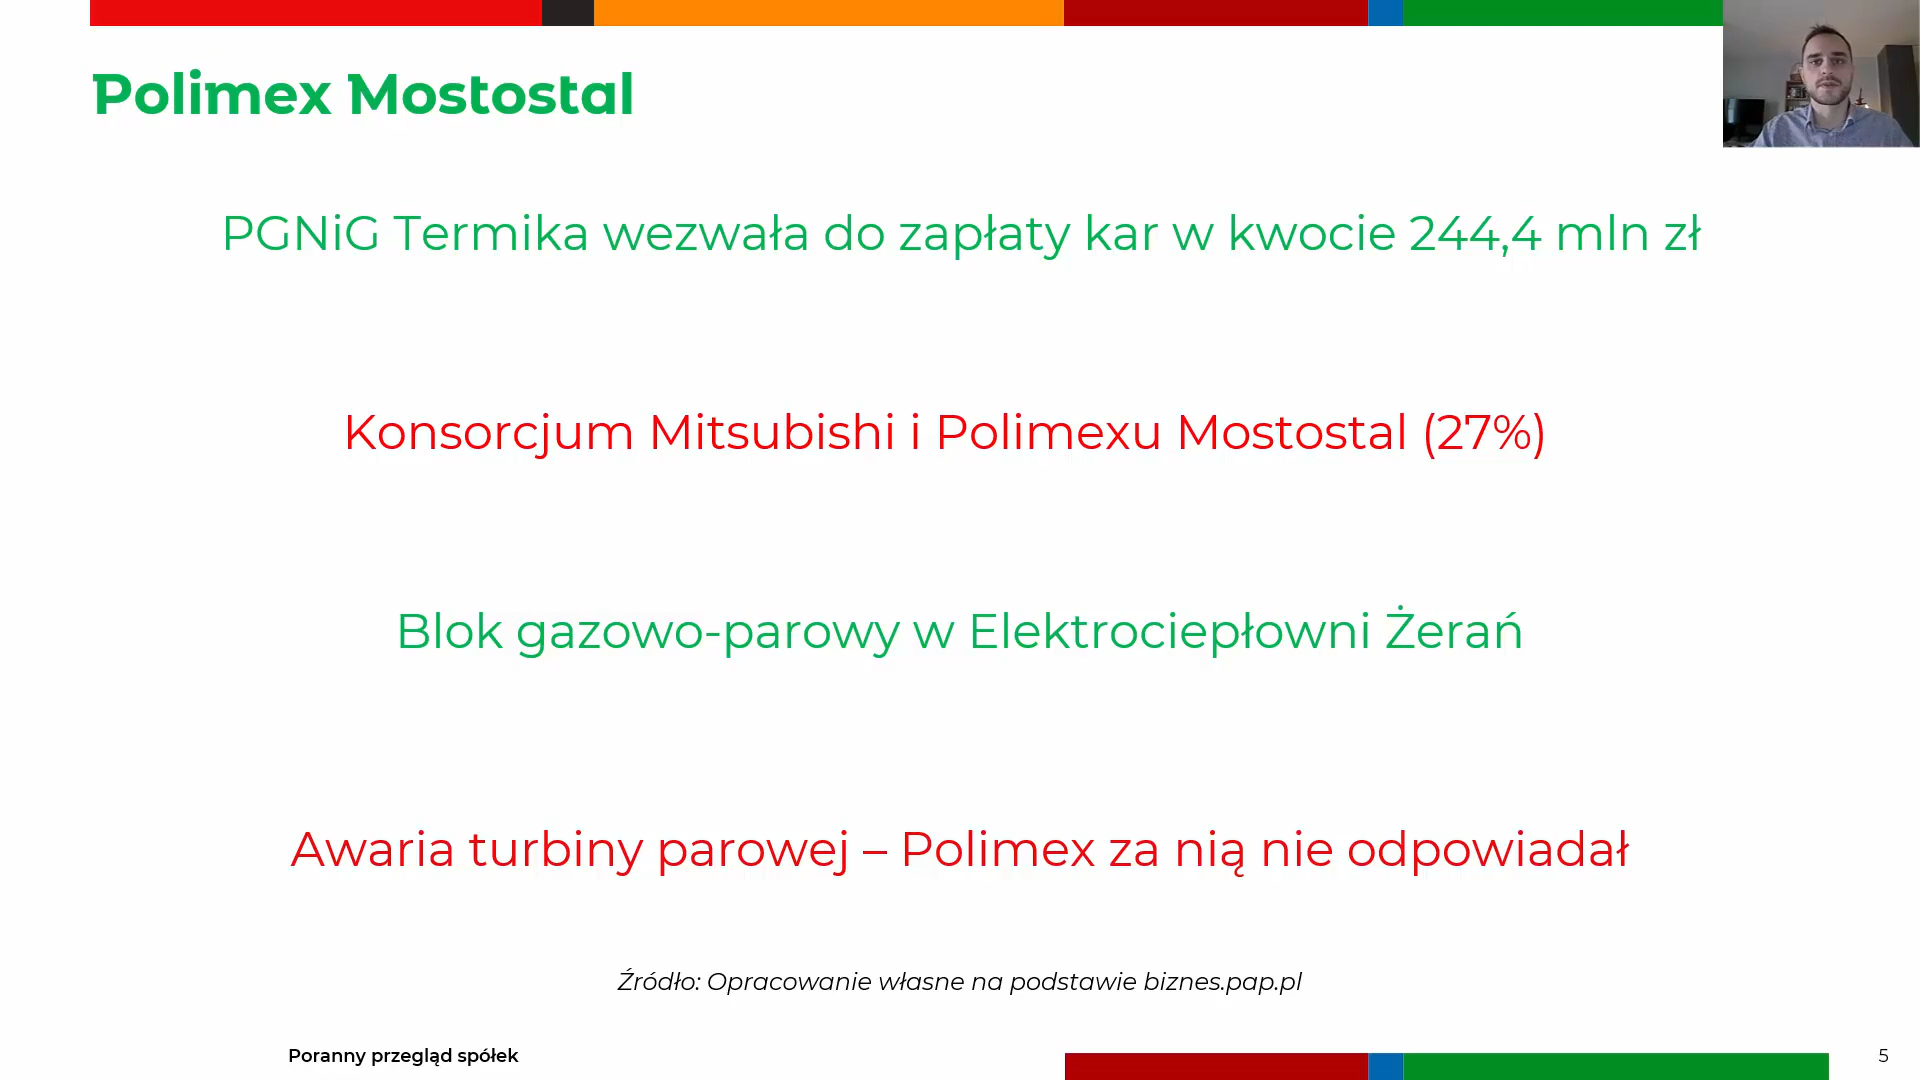 Polimex Mostostal
PGNiG Termika wezwała do zapłaty kar w kwocie 244,4 mln zł
Konsorcjum Mitsubishi i Polimexu Mostostal (27%)
Blok gazowo-parowy w Elektrociepłowni Żerań
Awaria turbiny parowej – Polimex za nią nie odpowiadał
Źródło: Opracowanie własne na podstawie biznes.pap.pl
Poranny przegląd spółek
5